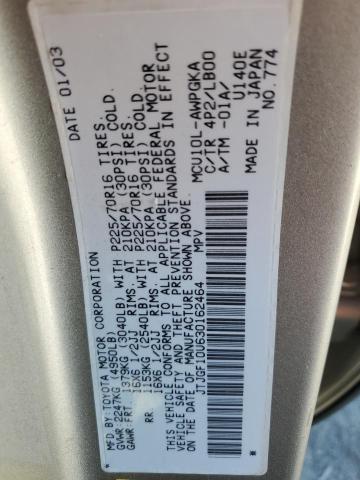 MFD.BY:TOYOTA MOTOR CORPORATION DATE 01/03
GVWR 2247KG (4950LB)
GAWR FRT. 1379KG (3040LB) WITH P225/70R16 TIRES.
16X6 1/2JJ RIMS. AT 210KPA (30PSI) COLD.
RR. 1153KG (2540LB) WITH P225/70R16 TIRES.
16X6 1/2JJ RIMS. AT 210KPA (30PSI) COLD.
THIS VEHICLE CONFORMS TO ALL APPLICABLE FEDERAL MOTOR
VEHICLE SAFETY AND THEFT PREVENTION STANDARDS IN
EFFECT ON THE DATE OF MANUFACTURE SHOWN ABOVE.
* JTJGF10U630162464 * MPV
MCU10L-AWPGKA
C/TR 4P2/LB00
A/TM -01A/ U140E
MADE IN JAPAN
NO.774